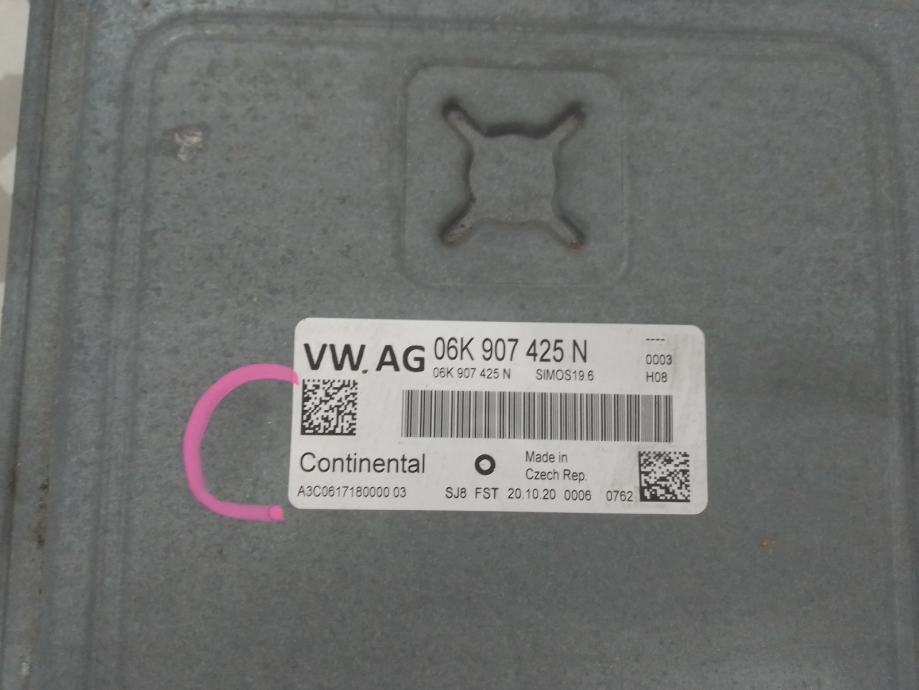 VW AG 06K 907 425 N ----
06K 907 425 N SIMOS19.6 0003
H08
Continental Made in
Czech Rep.
A3C0617180000 03 SJ8 FST 20.10.20 0006 0762